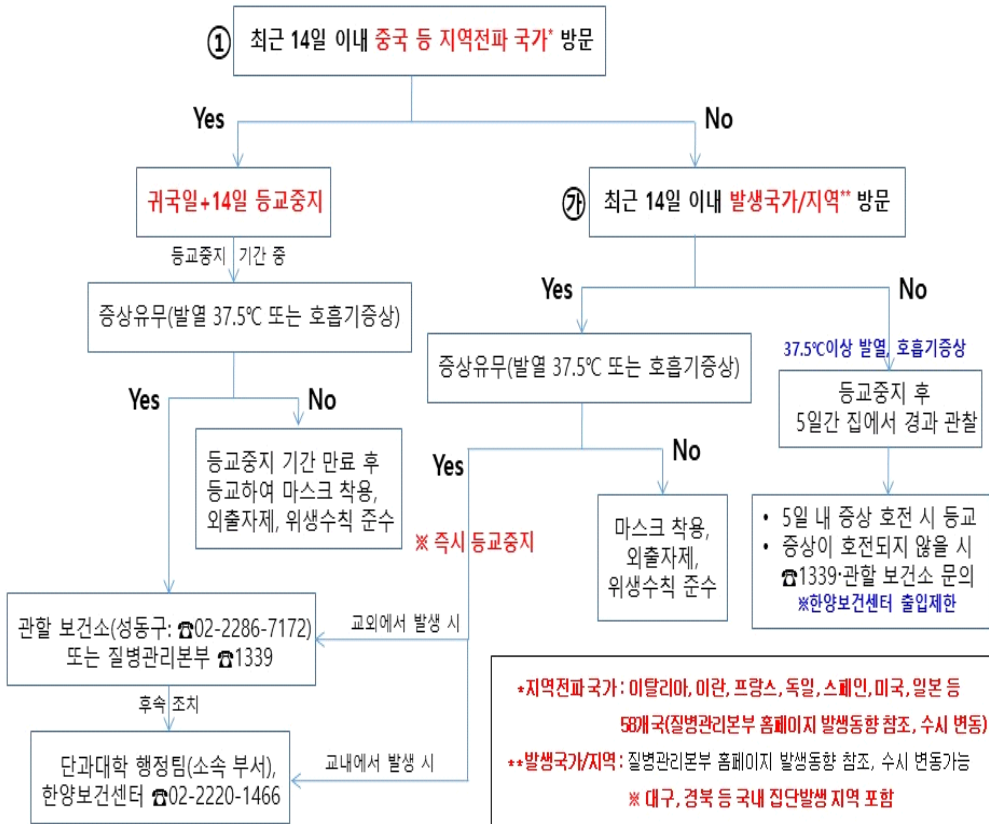 ① 최근 14일 이내 중국 등 지역전파 국가* 방문
Yes
No
귀국일+14일 등교중지
㉮ 최근 14일 이내 발생국가/지역** 방문
등교중지 기간 중
증상유무(발열 37.5℃ 또는 호흡기증상)
Yes
No
증상유무(발열 37.5℃ 또는 호흡기증상)
37.5℃이상 발열, 호흡기증상
등교중지 후
5일간 집에서 경과 관찰
Yes
No
등교중지 기간 만료 후
등교하여 마스크 착용,
외출자제, 위생수칙 준수
Yes
No
※ 즉시 등교중지
마스크 착용,
외출자제,
위생수칙 준수
• 5일 내 증상 호전 시 등교
• 증상이 호전되지 않을 시
☎1339·관할 보건소 문의
※한양보건센터 출입제한
관할 보건소(성동구: ☎02-2286-7172)
또는 질병관리본부 ☎1339
교외에서 발생 시
후속 조치
단과대학 행정팀(소속 부서),
한양보건센터 ☎02-2220-1466
교내에서 발생 시
*지역전파 국가: 이탈리아, 이란, 프랑스, 독일, 스페인, 미국, 일본 등
58개국(질병관리본부 홈페이지 발생동향 참조, 수시 변동)
**발생국가/지역: 질병관리본부 홈페이지 발생동향 참조, 수시 변동가능
※ 대구, 경북 등 국내 집단발생 지역 포함